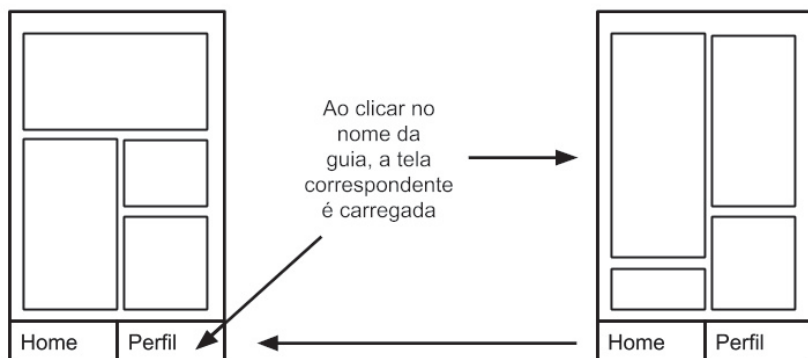 Ao clicar no
nome da
guia, a tela
correspondente
é carregada
Home
Perfil
Home
Perfil